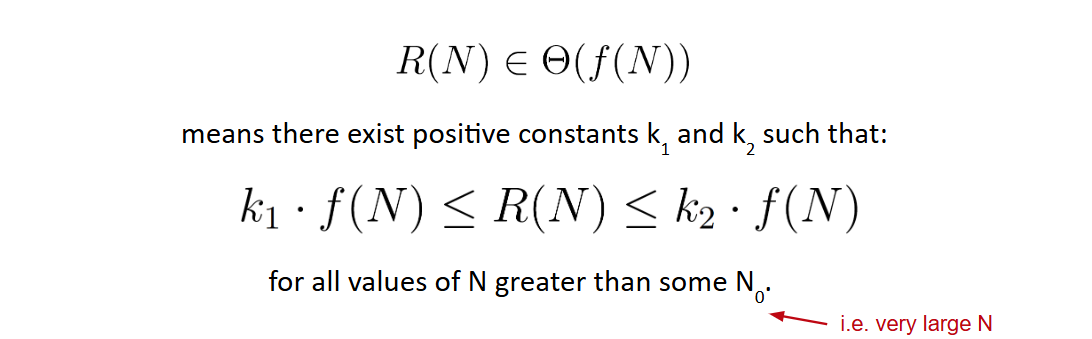 R(N) ∈ Θ(f(N))
means there exist positive constants k₁ and k₂ such that:
k₁ · f(N) ≤ R(N) ≤ k₂ · f(N)
for all values of N greater than some N₀.
i.e. very large N